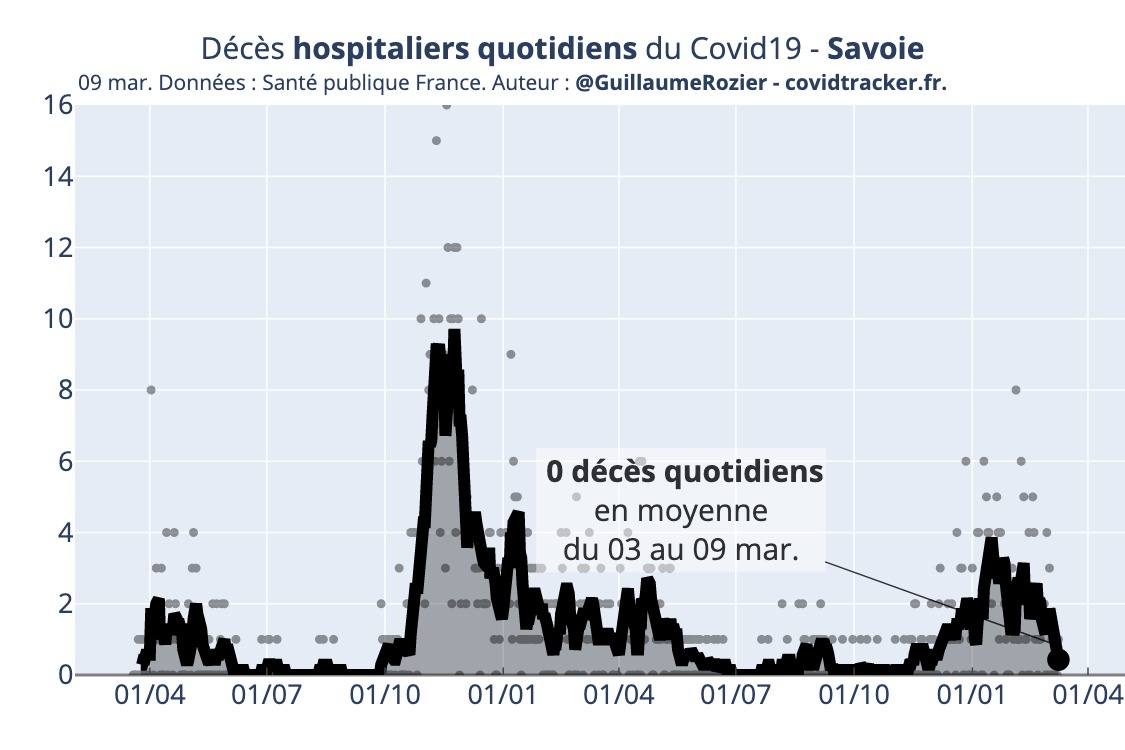 Décès hospitaliers quotidiens du Covid19 - Savoie
09 mar. Données : Santé publique France. Auteur : @GuillaumeRozier - covidtracker.fr.
16
14
12
10
8
6
4
2
0
0 décès quotidiens
en moyenne
du 03 au 09 mar.
01/04 01/07 01/10 01/01 01/04 01/07 01/10 01/01 01/04